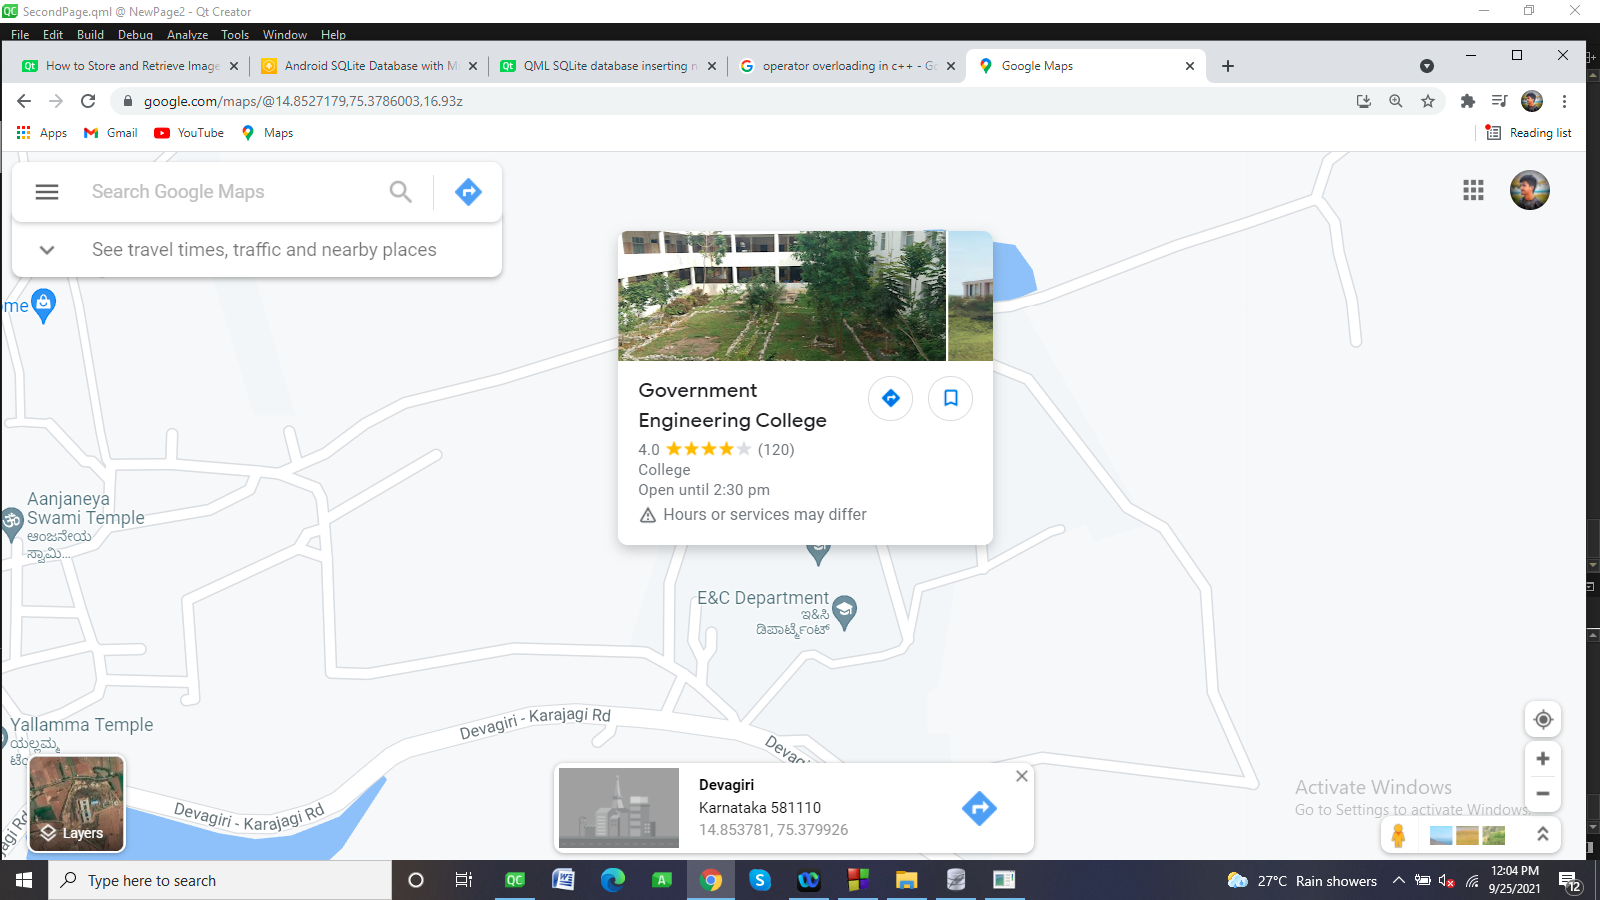 SecondPage.qml @ NewPage2 - Qt Creator
File Edit Build Debug Analyze Tools Window Help
How to Store and Retrieve Image
Android SQLite Database with
QML SQLite database inserting
operator overloading in c++ - Go
Google Maps
google.com/maps/@14.8527179,75.3786003,16.93z
Apps Gmail YouTube Maps
Reading list
Search Google Maps
See travel times, traffic and nearby places
ome
Government
Engineering College
4.0 (120)
College
Open until 2:30 pm
Hours or services may differ
Aanjaneya
Swami Temple
ಆಂಜನೇಯ
ಸ್ವಾಮಿ...
E&C Department
ಇ&ಸಿ
ಡಿಪಾರ್ಟ್ಮೆಂಟ್
Yallamma Temple
ಯಲ್ಲಮ್ಮ
Devagiri - Karajagi Rd
Devagiri - Karajagi Rd
Layers
Devagiri
Karnataka 581110
14.853781, 75.379926
Activate Windows
Go to Settings to activate Windows.
Type here to search
27°C Rain showers
12:04 PM
9/25/2021
12